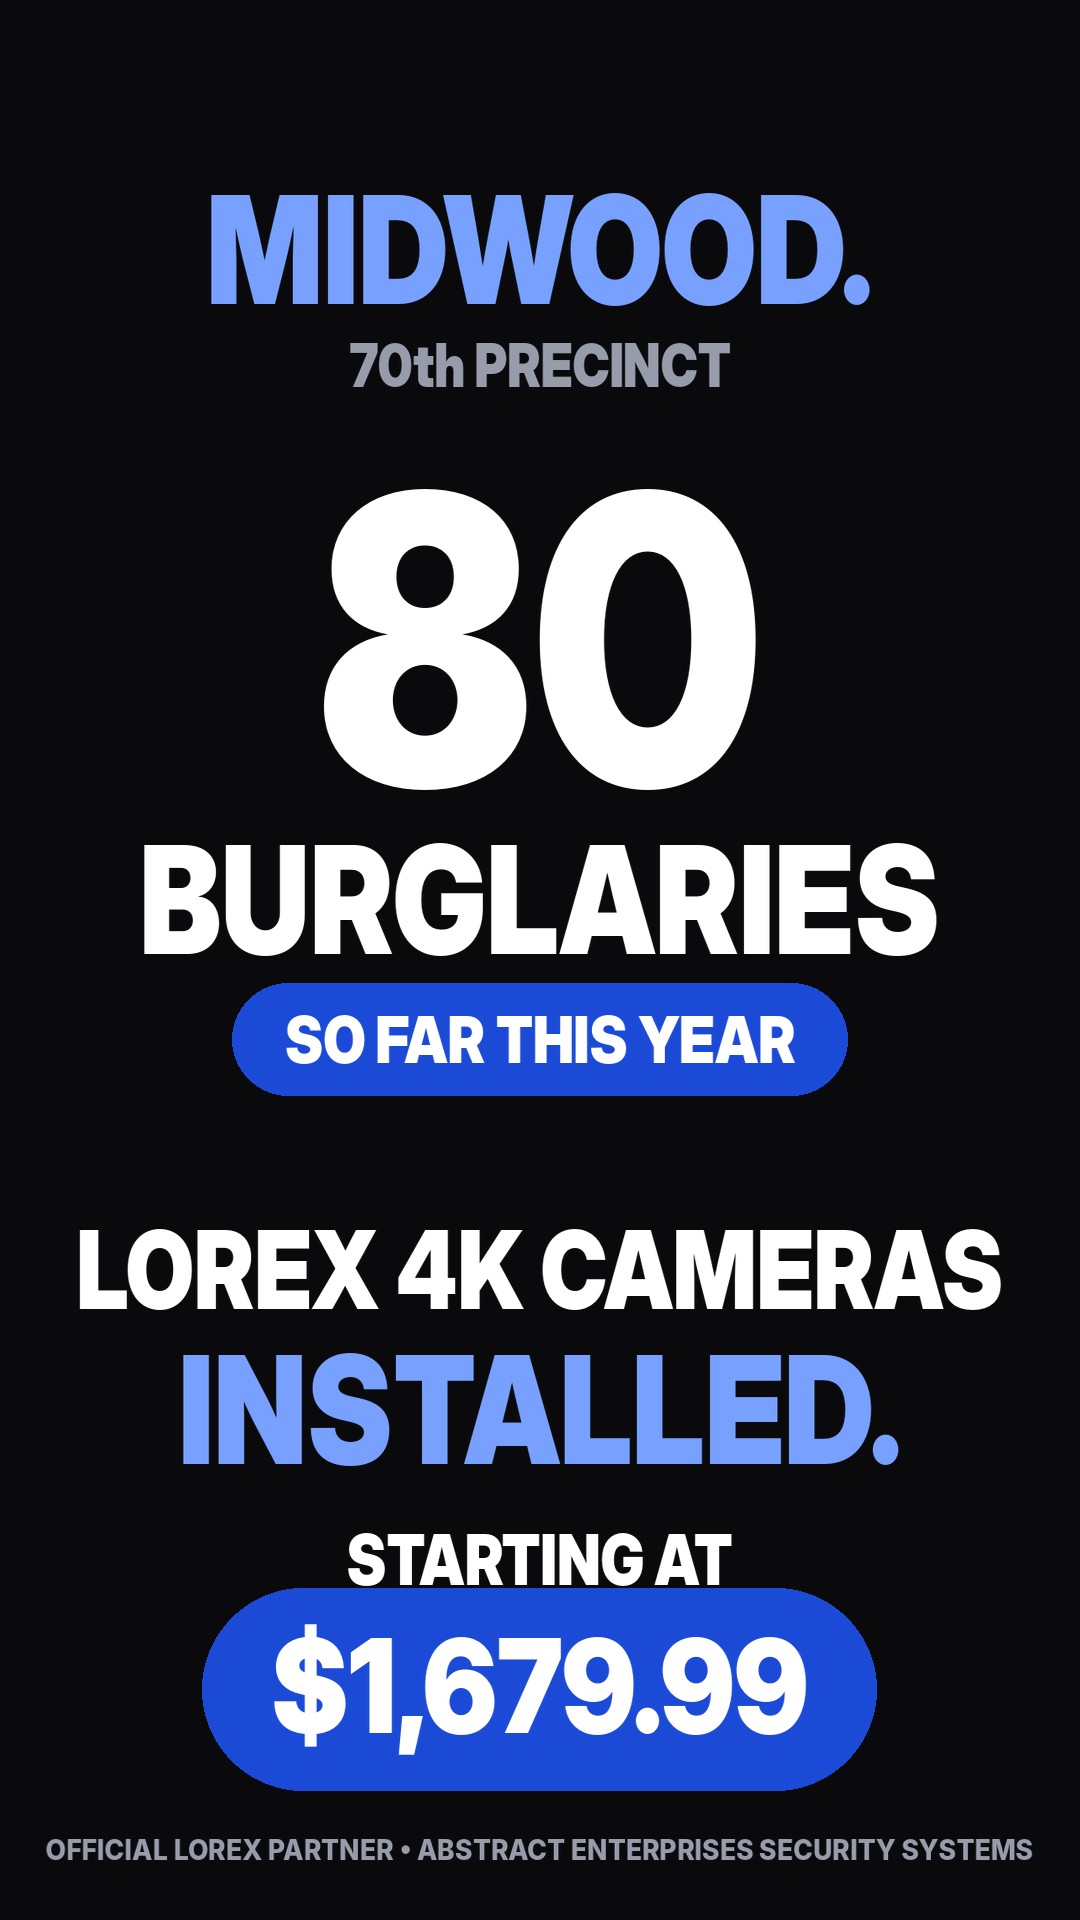 MIDWOOD.
70th PRECINCT
80
BURGLARIES
SO FAR THIS YEAR
LOREX 4K CAMERAS
INSTALLED.
STARTING AT
$1,679.99
OFFICIAL LOREX PARTNER • ABSTRACT ENTERPRISES SECURITY SYSTEMS